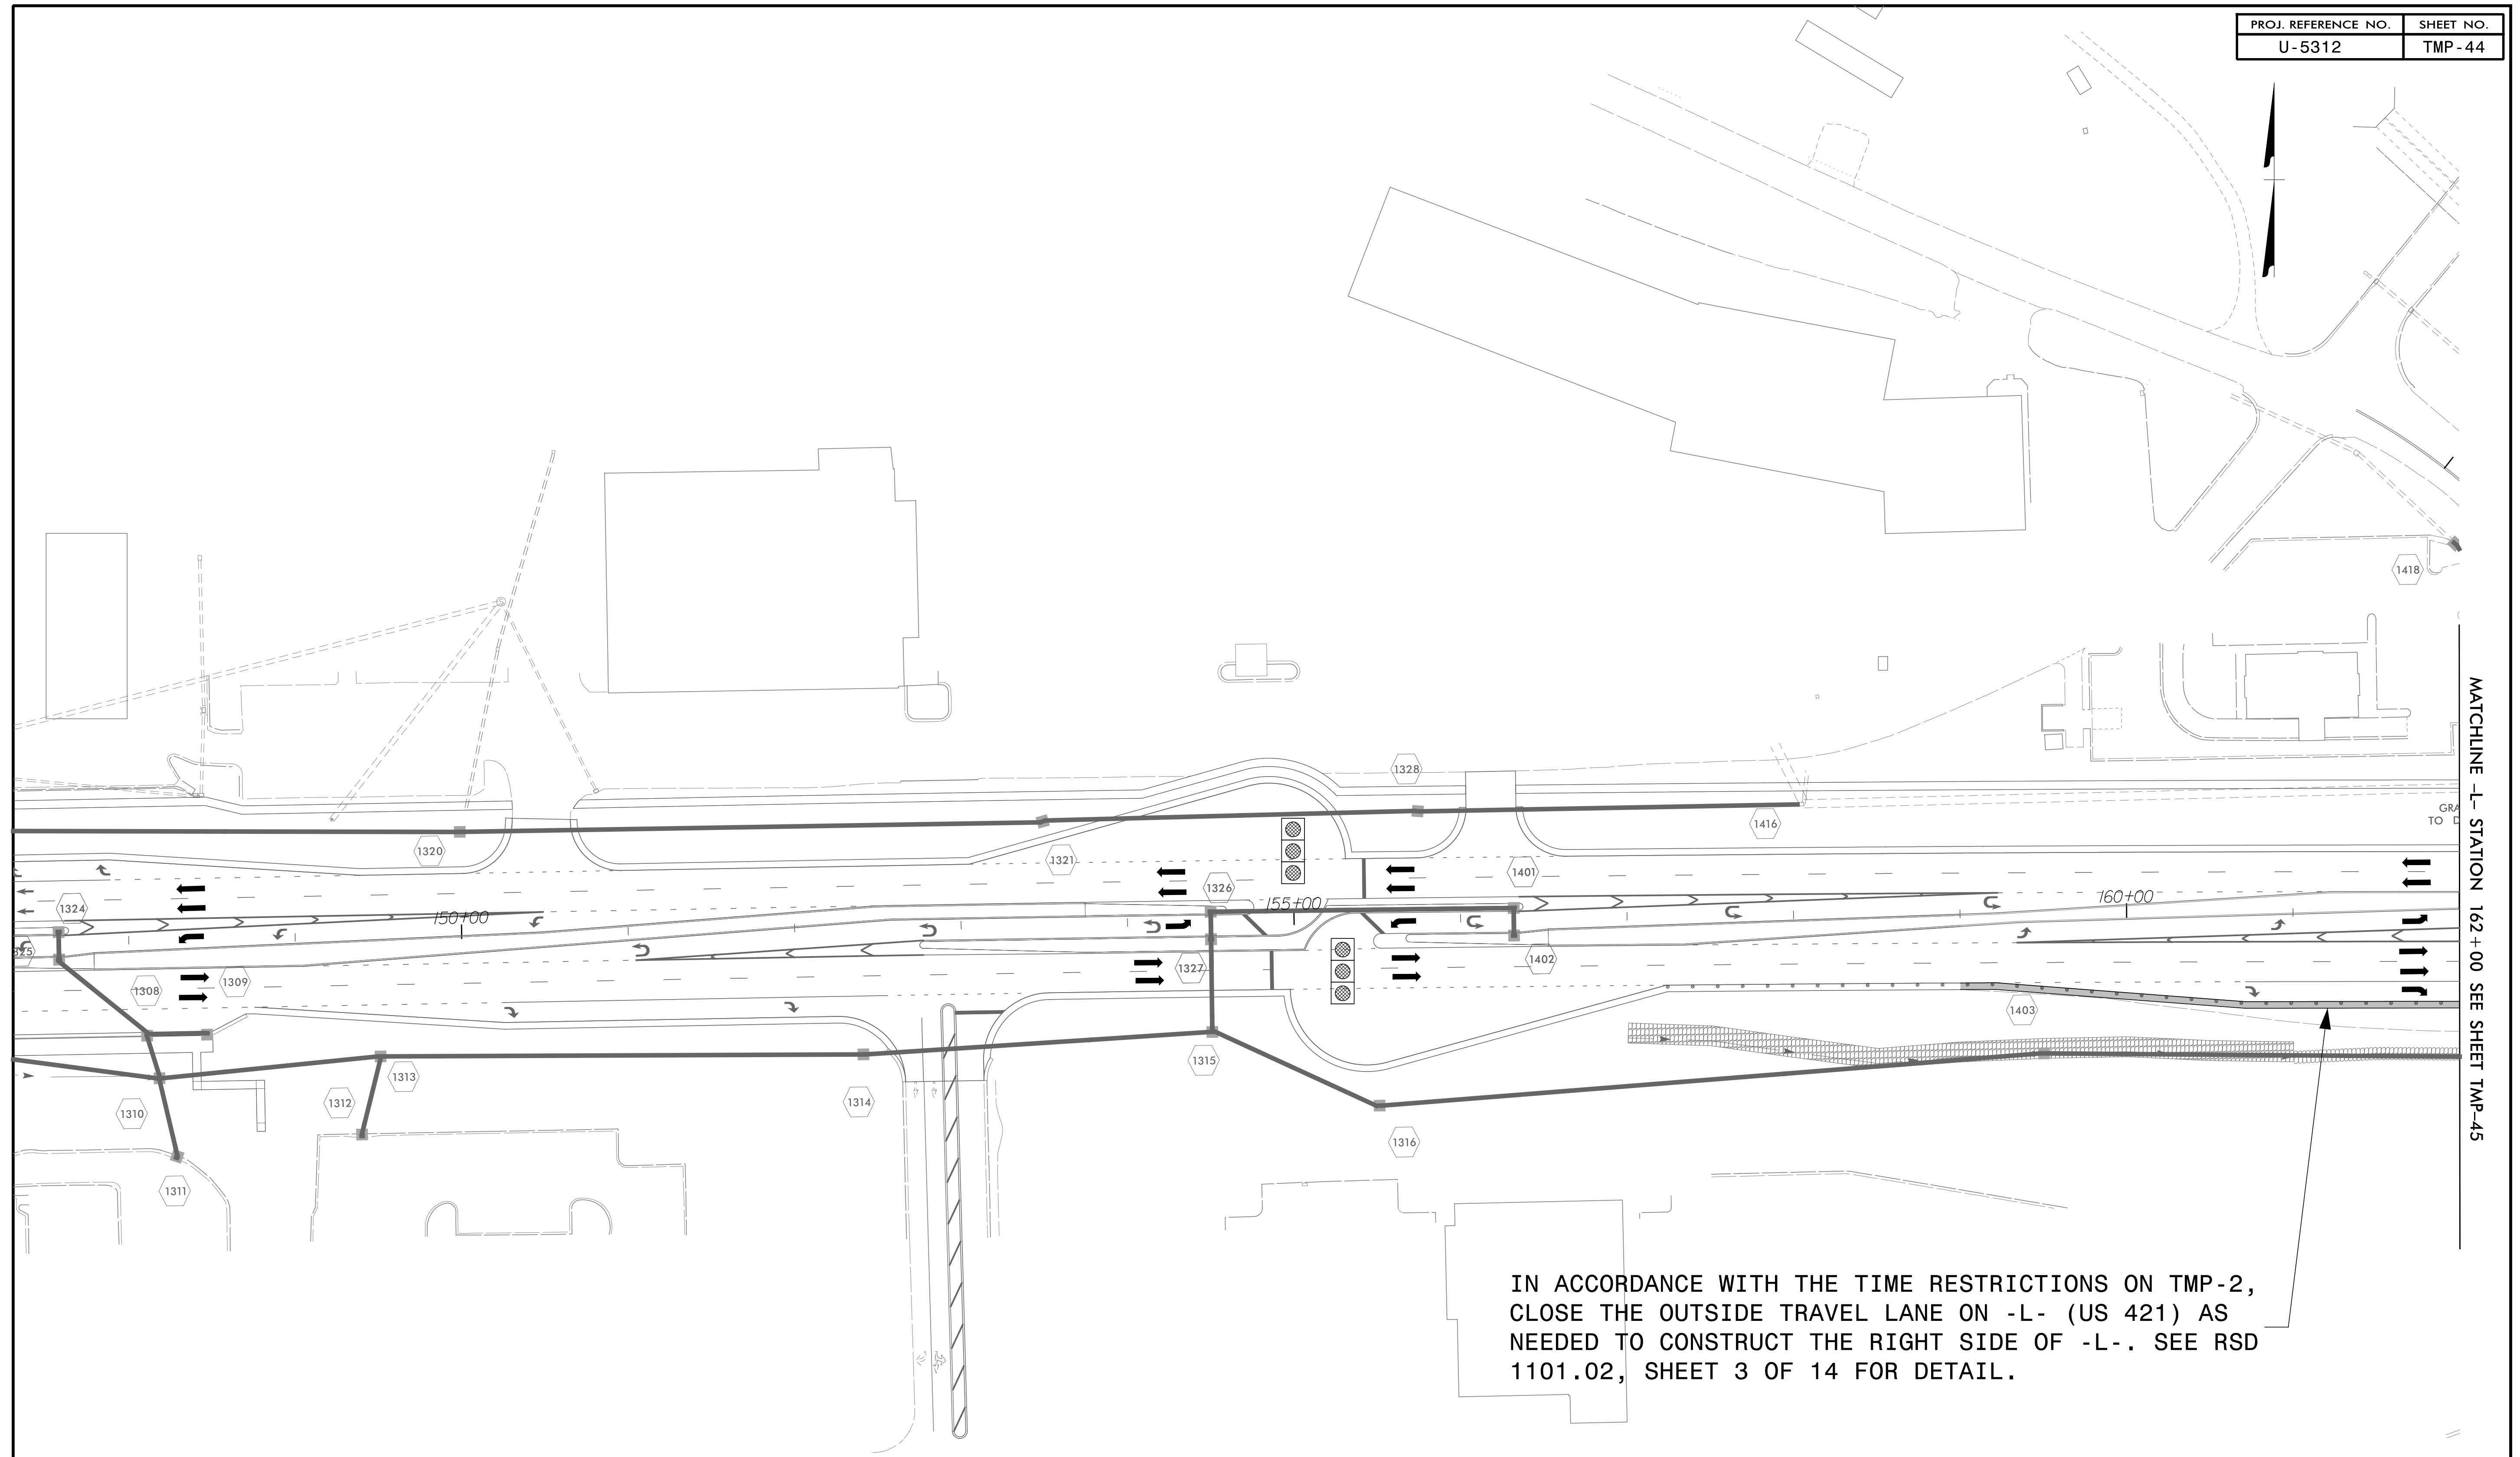 PROJ. REFERENCE NO. SHEET NO.
U-5312 TMP-44
1418
MATCHLINE -L- STATION 162+00 SEE SHEET TMP-45
1328
GRA
TO D
1416
1320
1321
1401
1326
1324
150+00
155+00
160+00
325
1402
1327
1309
1308
1403
1315
1313
1312
1314
1310
1316
1311
IN ACCORDANCE WITH THE TIME RESTRICTIONS ON TMP-2,
CLOSE THE OUTSIDE TRAVEL LANE ON -L- (US 421) AS
NEEDED TO CONSTRUCT THE RIGHT SIDE OF -L-. SEE RSD
1101.02, SHEET 3 OF 14 FOR DETAIL.
S